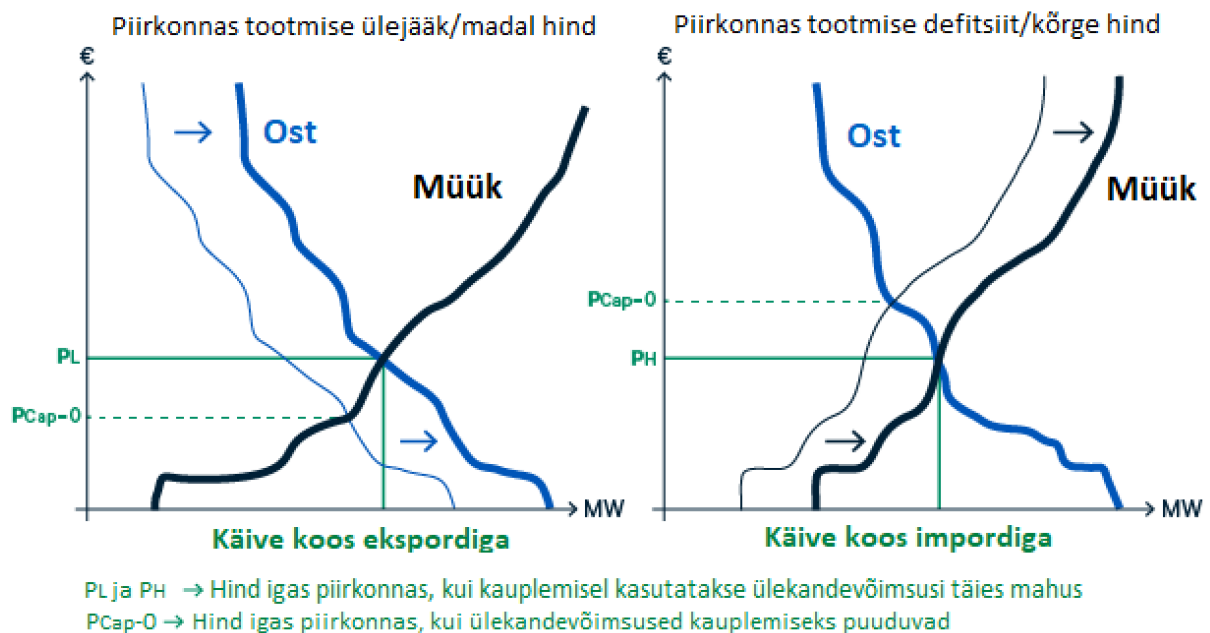 Piirkonnas tootmise ülejääk/madal hind
€
Ost
Müük
PL
PCap-0
MW
Käive koos ekspordiga
Piirkonnas tootmise defitsiit/kõrge hind
€
Ost
Müük
PCap-0
PH
MW
Käive koos impordiga
PL ja PH → Hind igas piirkonnas, kui kauplemisel kasutatakse ülekandevõimsusi täies mahus
PCap-0 → Hind igas piirkonnas, kui ülekandevõimsused kauplemiseks puuduvad